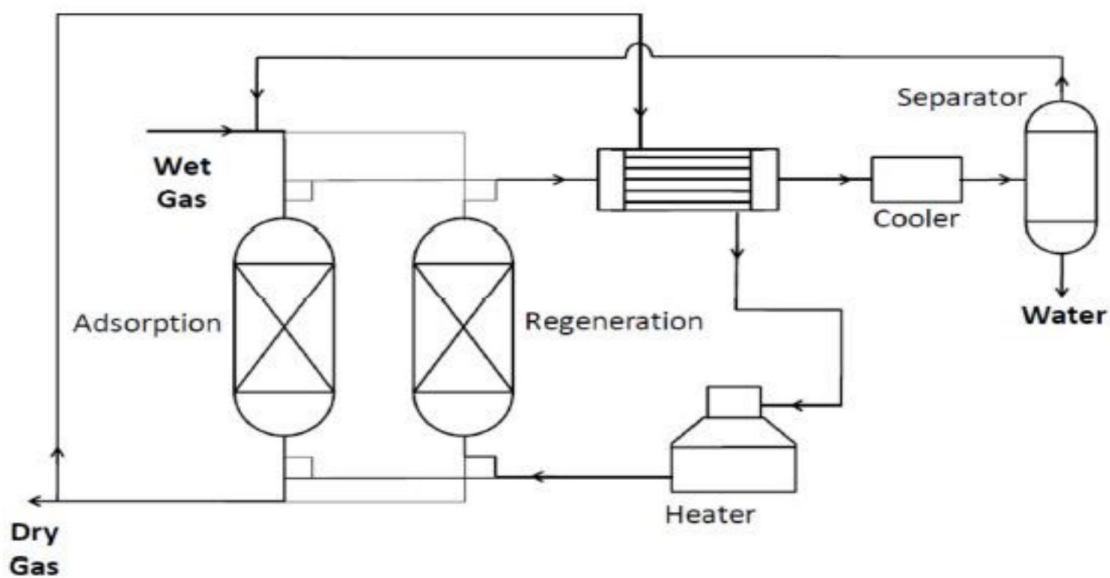 Separator
Wet
Gas
Cooler
Adsorption
Regeneration
Water
Heater
Dry
Gas